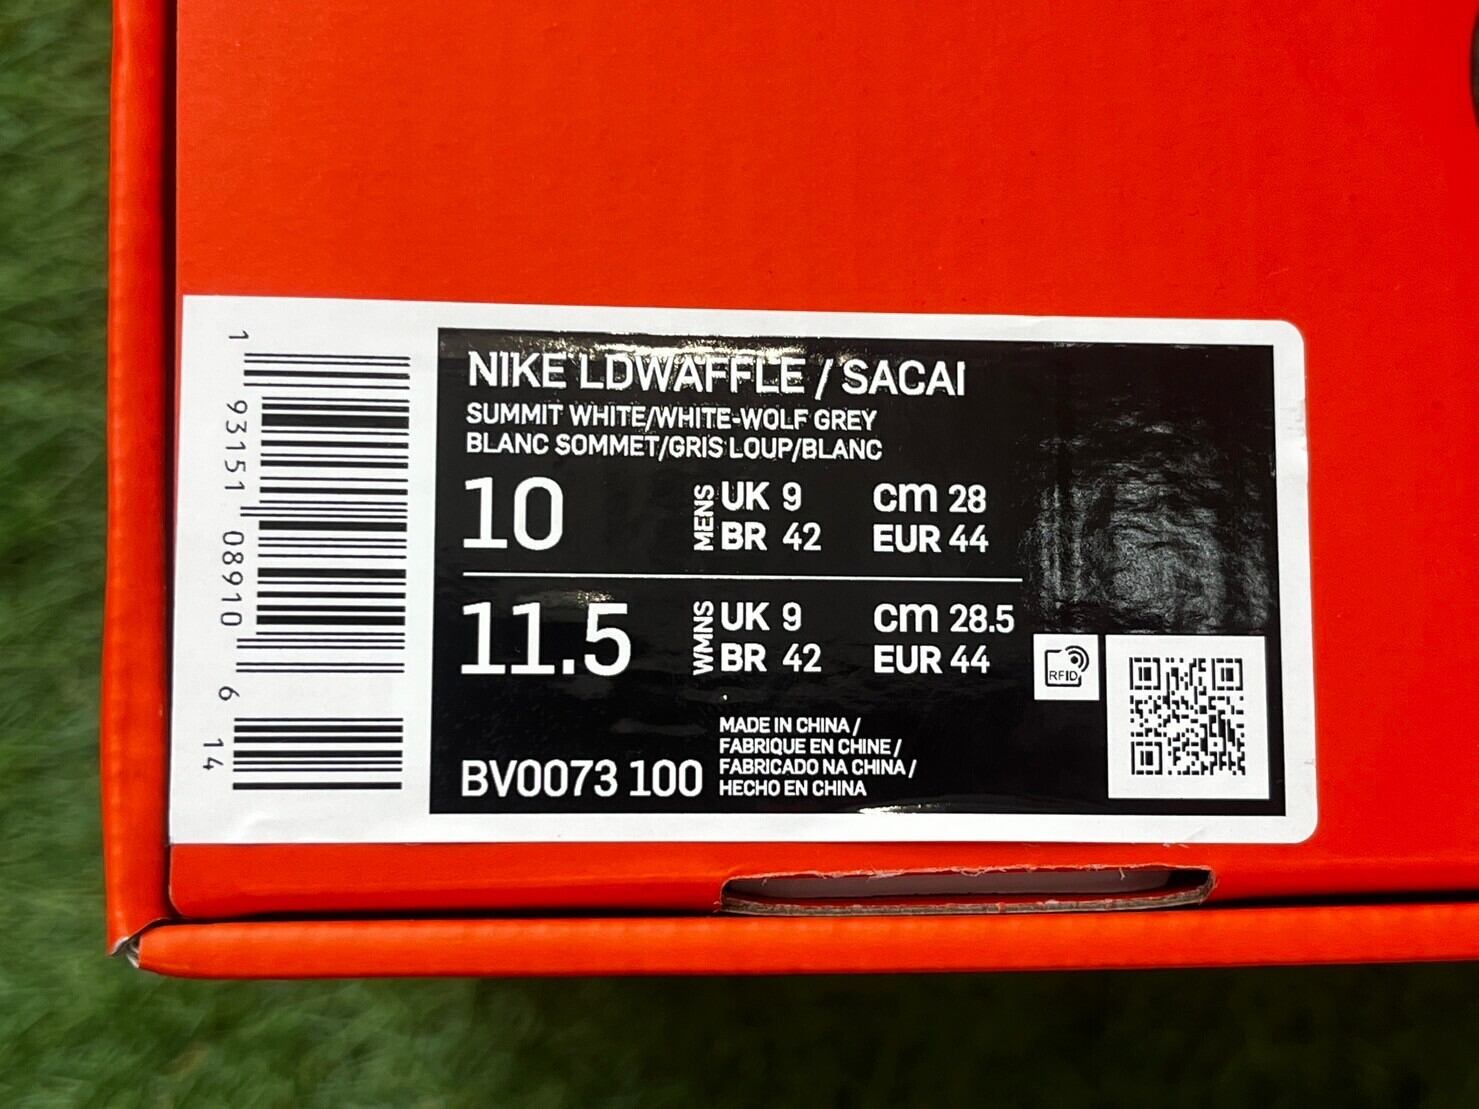 NIKE LDWAFFLE / SACAI
SUMMIT WHITE/WHITE-WOLF GREY
BLANC SOMMET/GRIS LOUP/BLANC
10 MENS UK 9 cm 28
BR 42 EUR 44
11.5 WMNS UK 9 cm 28.5
BR 42 EUR 44
RFID
MADE IN CHINA /
FABRIQUE EN CHINE /
FABRICADO NA CHINA /
HECHO EN CHINA
BV0073 100
1 93151 08910 6 14